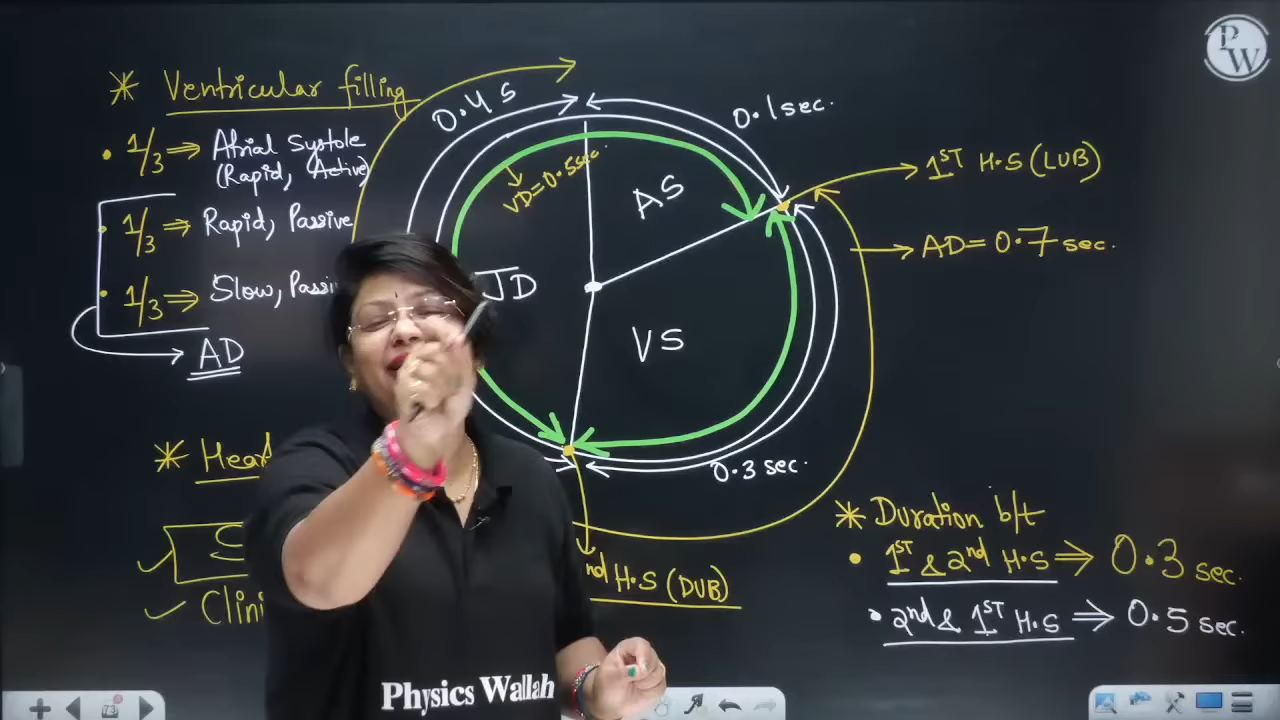 PW
* Ventricular filling
• 1/3 ⇒ Atrial Systole
(Rapid, Active)
• 1/3 ⇒ Rapid, Passive
• 1/3 ⇒ Slow, Passi
AD
0.4 s
0.1 sec.
VD = 0.5 sec.
AS
JD
VS
0.3 sec.
1ST H.S (LUB)
AD = 0.7 sec.
nd H.S (DUB)
* Hea
Clini
* Duration b/t
• 1ST & 2nd H.S ⇒ 0.3 sec.
• 2nd & 1ST H.S ⇒ 0.5 sec.
Physics Wallah
73